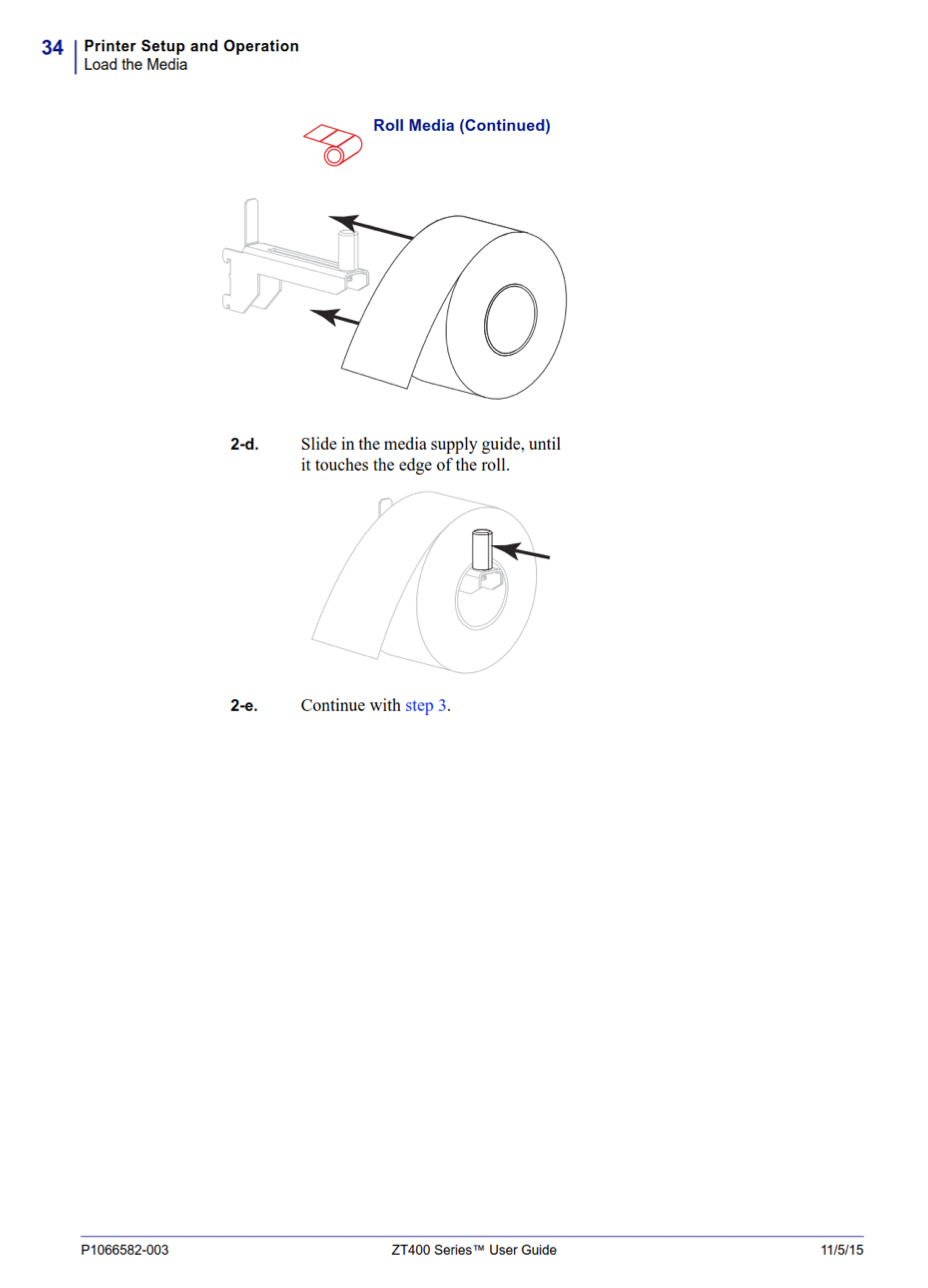 34
Printer Setup and Operation
Load the Media
Roll Media (Continued)
2-d. Slide in the media supply guide, until
it touches the edge of the roll.
2-e. Continue with step 3.
P1066582-003 ZT400 Series™ User Guide 11/5/15